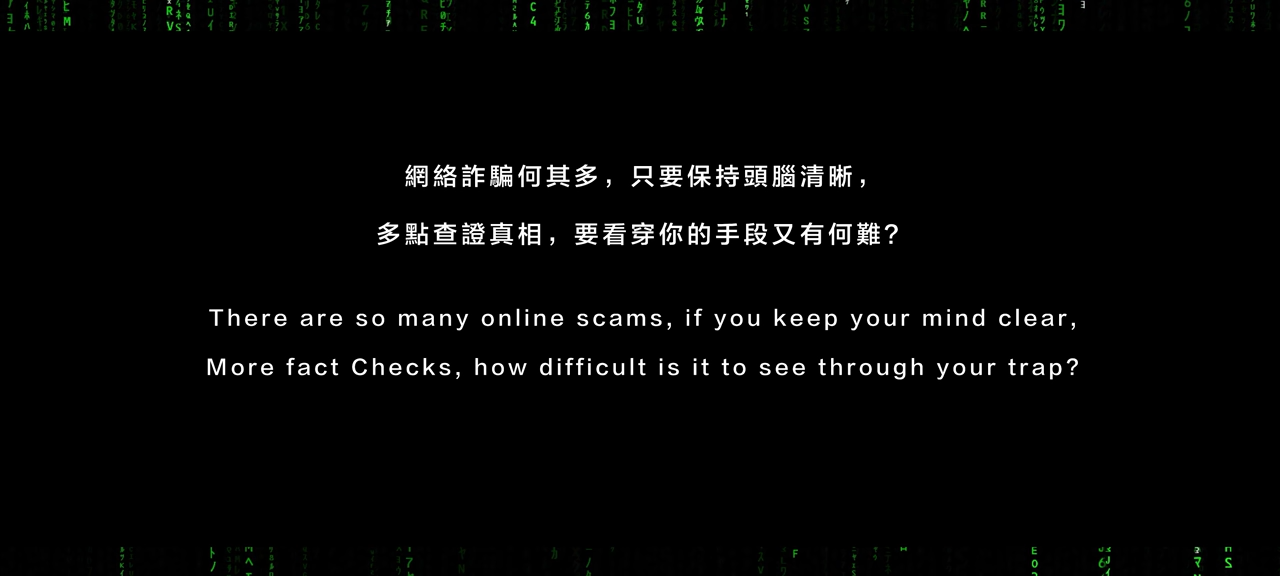 網絡詐騙何其多，只要保持頭腦清晰，
多點查證真相，要看穿你的手段又有何難？
There are so many online scams, if you keep your mind clear,
More fact Checks, how difficult is it to see through your trap?